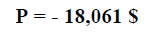 P = - 18,061 $